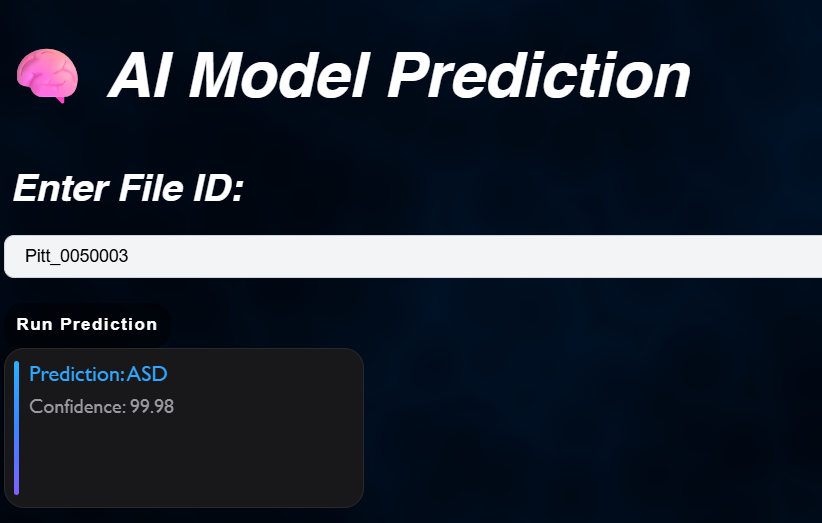 AI Model Prediction
Enter File ID:
Pitt_0050003
Run Prediction
Prediction:ASD
Confidence: 99.98